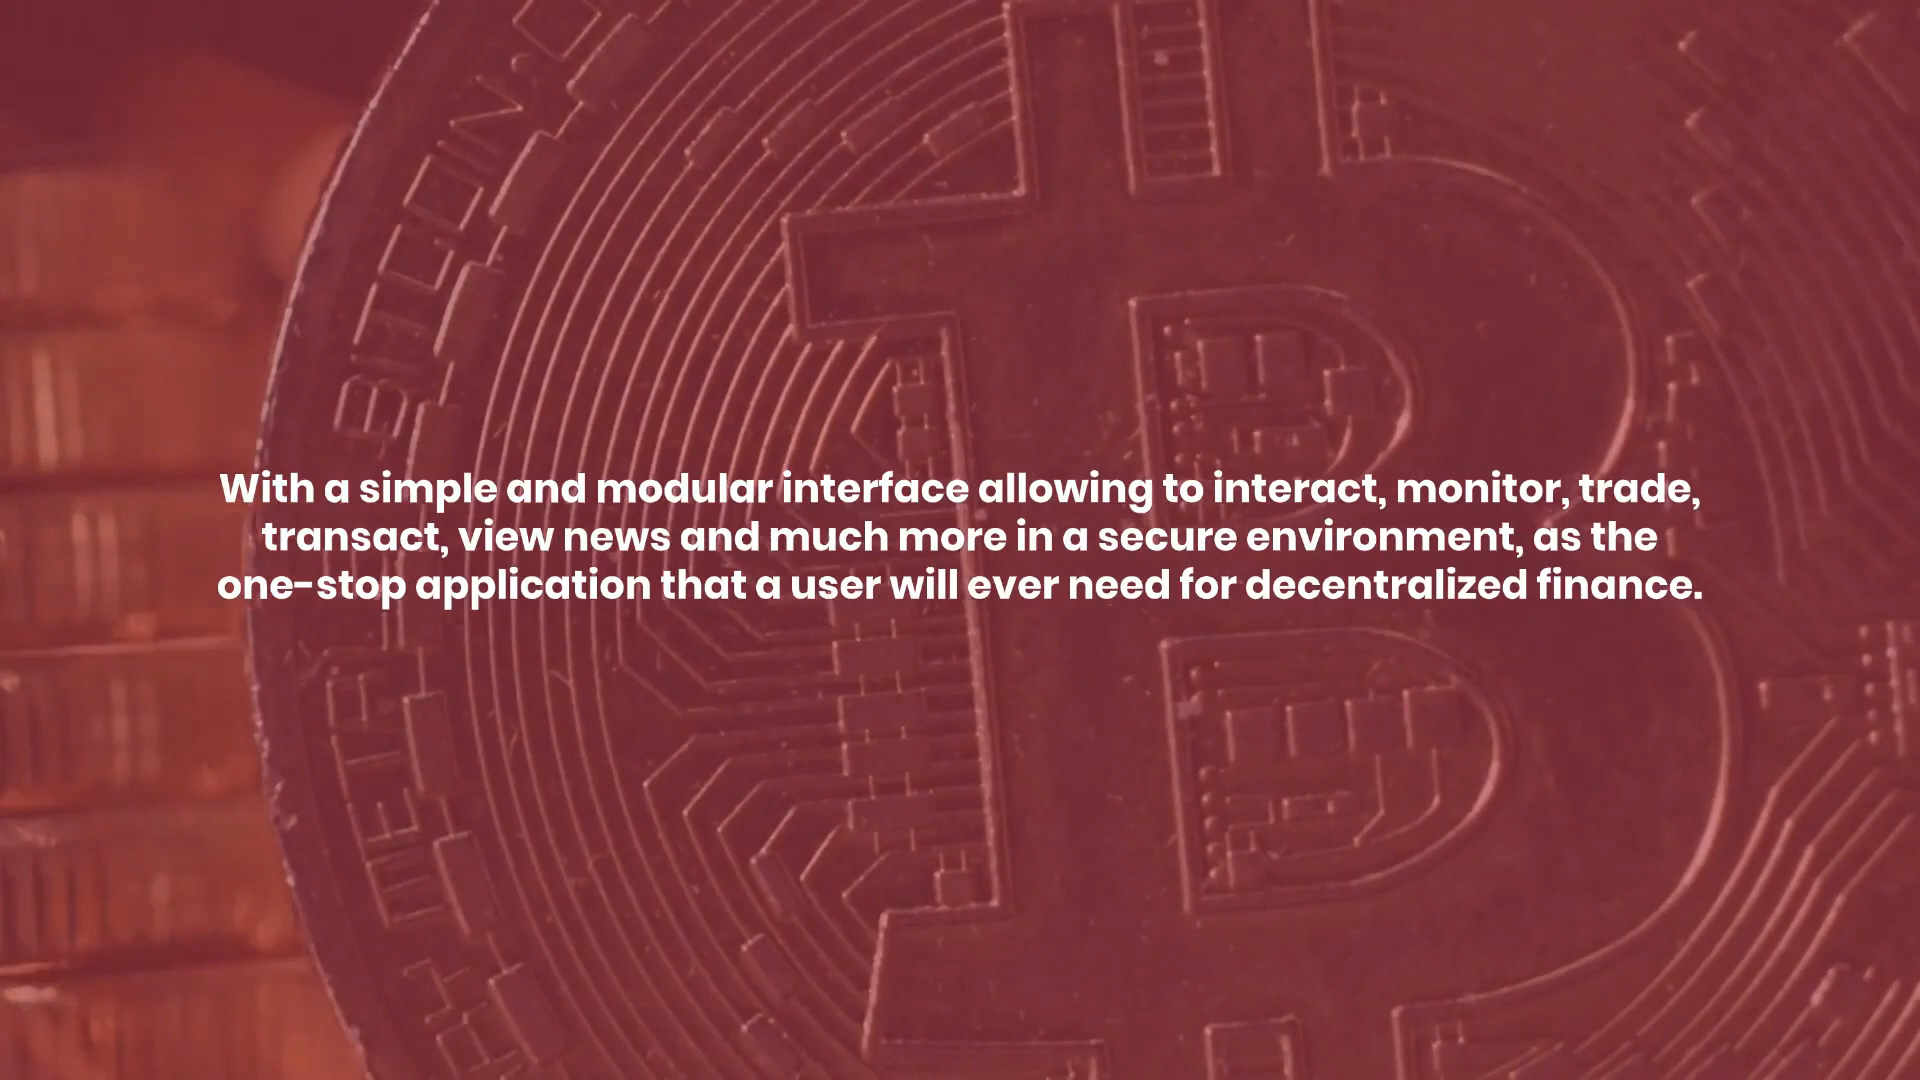 With a simple and modular interface allowing to interact, monitor, trade,
transact, view news and much more in a secure environment, as the
one-stop application that a user will ever need for decentralized finance.
BITCOIN